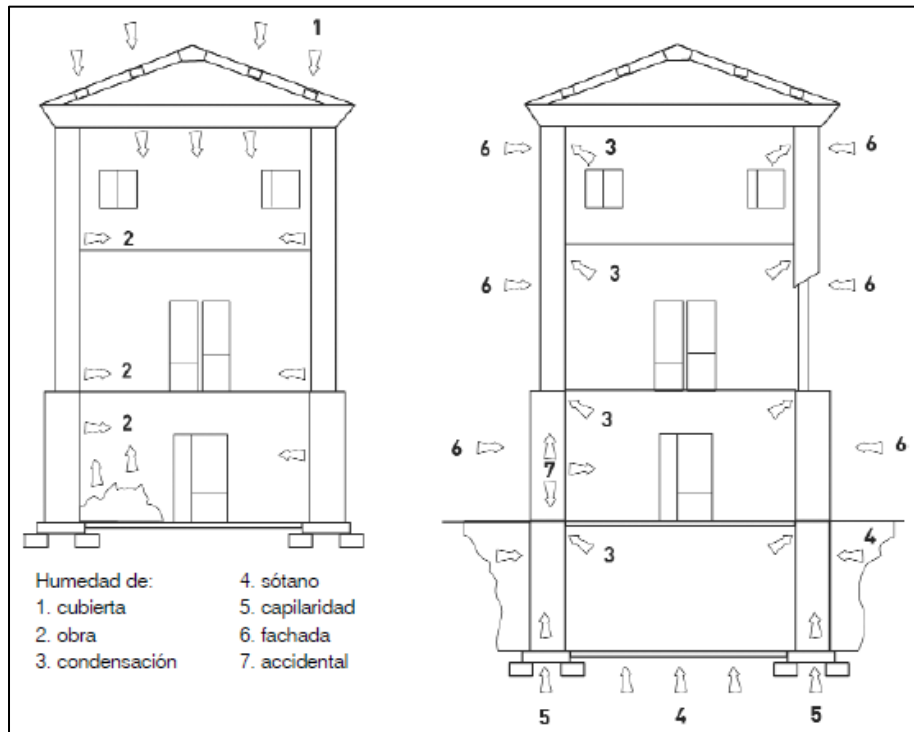 1
2
2
2
6
3
6
6
3
6
3
6
6
7
3
4
5
4
5
Humedad de:
1. cubierta
2. obra
3. condensación
4. sótano
5. capilaridad
6. fachada
7. accidental